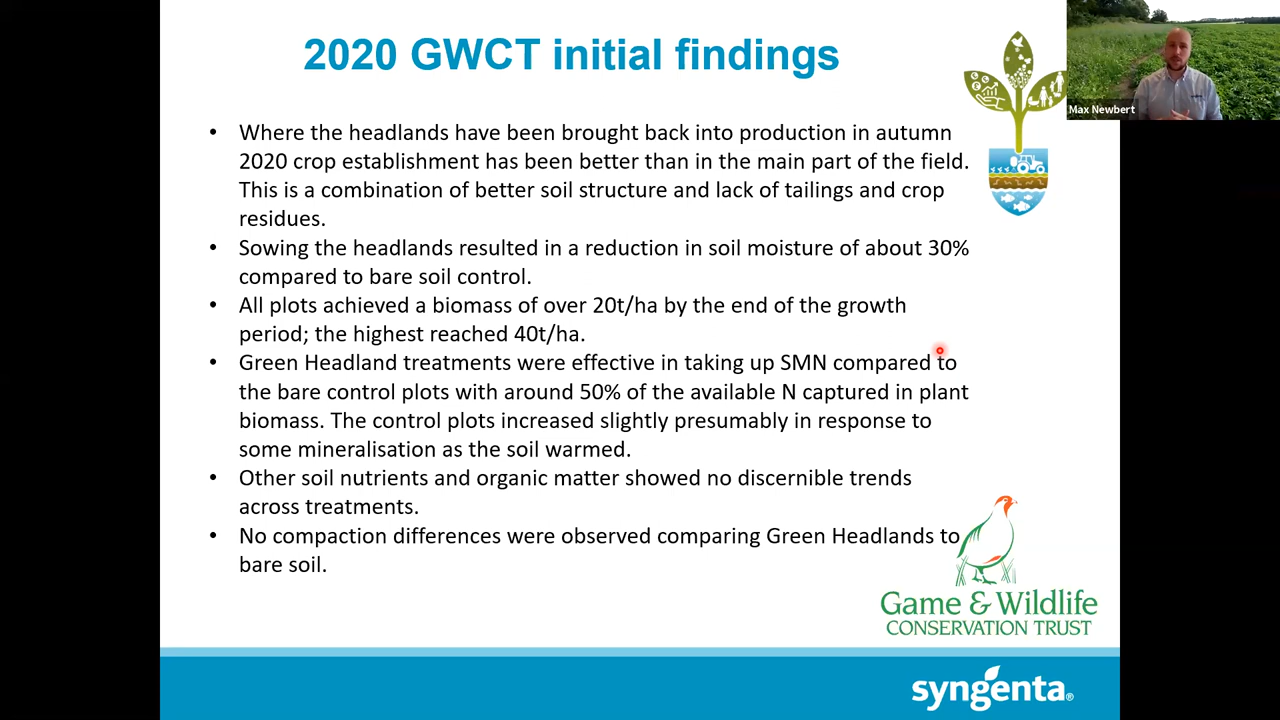 2020 GWCT initial findings
Max Newbert
• Where the headlands have been brought back into production in autumn
2020 crop establishment has been better than in the main part of the field.
This is a combination of better soil structure and lack of tailings and crop
residues.
• Sowing the headlands resulted in a reduction in soil moisture of about 30%
compared to bare soil control.
• All plots achieved a biomass of over 20t/ha by the end of the growth
period; the highest reached 40t/ha.
• Green Headland treatments were effective in taking up SMN compared to
the bare control plots with around 50% of the available N captured in plant
biomass. The control plots increased slightly presumably in response to
some mineralisation as the soil warmed.
• Other soil nutrients and organic matter showed no discernible trends
across treatments.
• No compaction differences were observed comparing Green Headlands to
bare soil.
Game & Wildlife
CONSERVATION TRUST
syngenta®